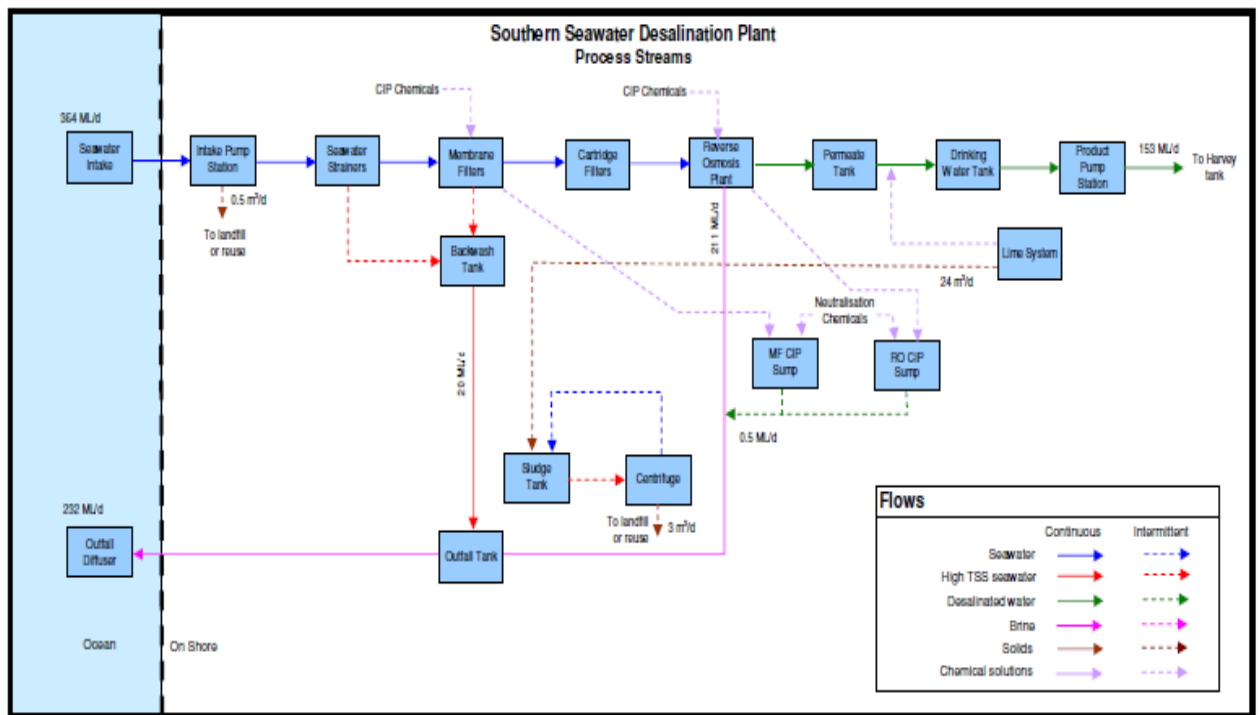 Southern Seawater Desalination Plant
Process Streams
CIP Chemicals
CIP Chemicals
364 ML/d
Seawater
Intake
Intake Pump
Station
Seawater
Strainers
Membrane
Filters
Cartridge
Filters
Reverse
Osmosis
Plant
Permeate
Tank
Drinking
Water Tank
Product
Pump
Station
153 ML/d
To Harvey
tank
0.5 m³/d
To landfill
or reuse
Backwash
Tank
211 ML/d
Lime System
24 m³/d
Neutralisation
Chemicals
MF CIP
Sump
RO CIP
Sump
20 ML/d
0.5 ML/d
Sludge
Tank
Centrifuge
To landfill
or reuse
3 m³/d
232 ML/d
Outfall
Diffuser
Outfall Tank
Ocean
On Shore
Flows
Continuous
Intermittent
Seawater
High TSS seawater
Desalinated water
Brine
Solids
Chemical solutions